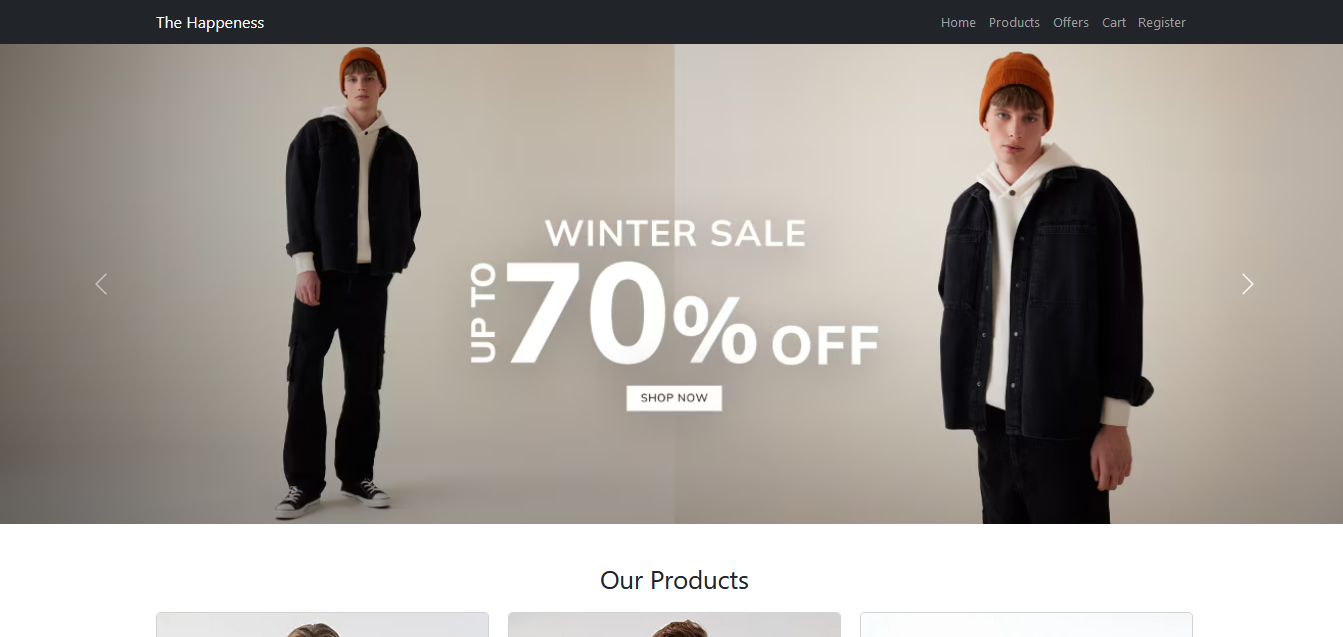 The Happeness
Home Products Offers Cart Register
WINTER SALE
UP TO
70% OFF
SHOP NOW
Our Products